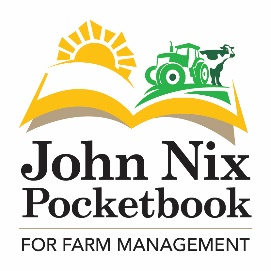 John Nix
Pocketbook
FOR FARM MANAGEMENT